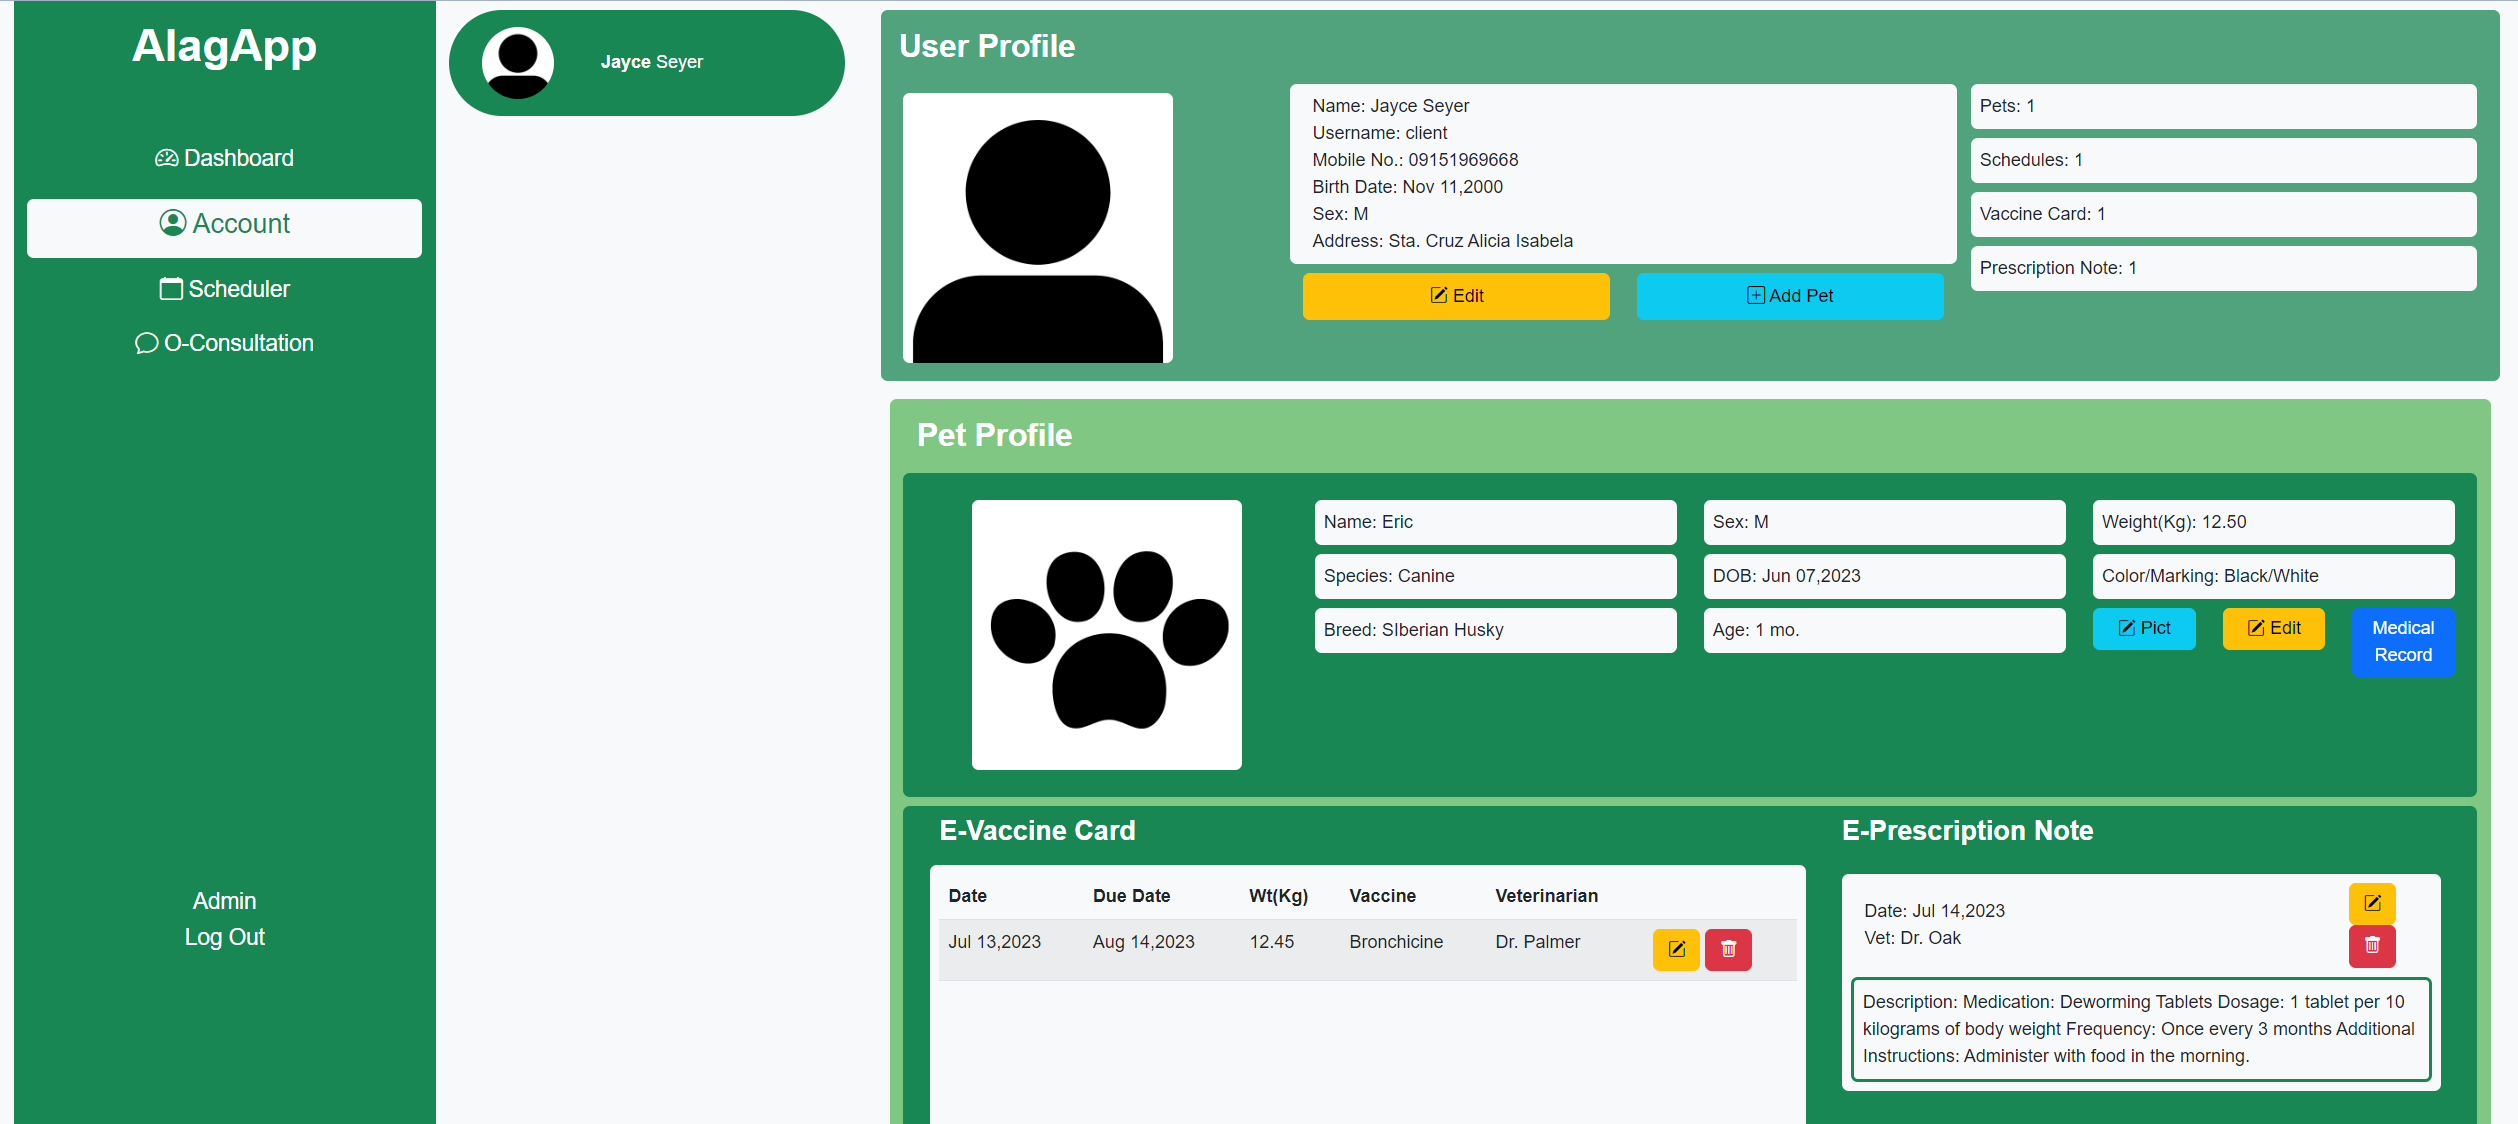 AlagApp
Dashboard
Account
Scheduler
O-Consultation
Admin
Log Out
Jayce Seyer
User Profile
Name: Jayce Seyer
Username: client
Mobile No.: 09151969668
Birth Date: Nov 11,2000
Sex: M
Address: Sta. Cruz Alicia Isabela
Edit
Add Pet
Pets: 1
Schedules: 1
Vaccine Card: 1
Prescription Note: 1
Pet Profile
Name: Eric
Species: Canine
Breed: SIberian Husky
Sex: M
DOB: Jun 07,2023
Age: 1 mo.
Weight(Kg): 12.50
Color/Marking: Black/White
Pict
Edit
Medical
Record
E-Vaccine Card
Date Due Date Wt(Kg) Vaccine Veterinarian
Jul 13,2023 Aug 14,2023 12.45 Bronchicine Dr. Palmer
E-Prescription Note
Date: Jul 14,2023
Vet: Dr. Oak
Description: Medication: Deworming Tablets Dosage: 1 tablet per 10
kilograms of body weight Frequency: Once every 3 months Additional
Instructions: Administer with food in the morning.